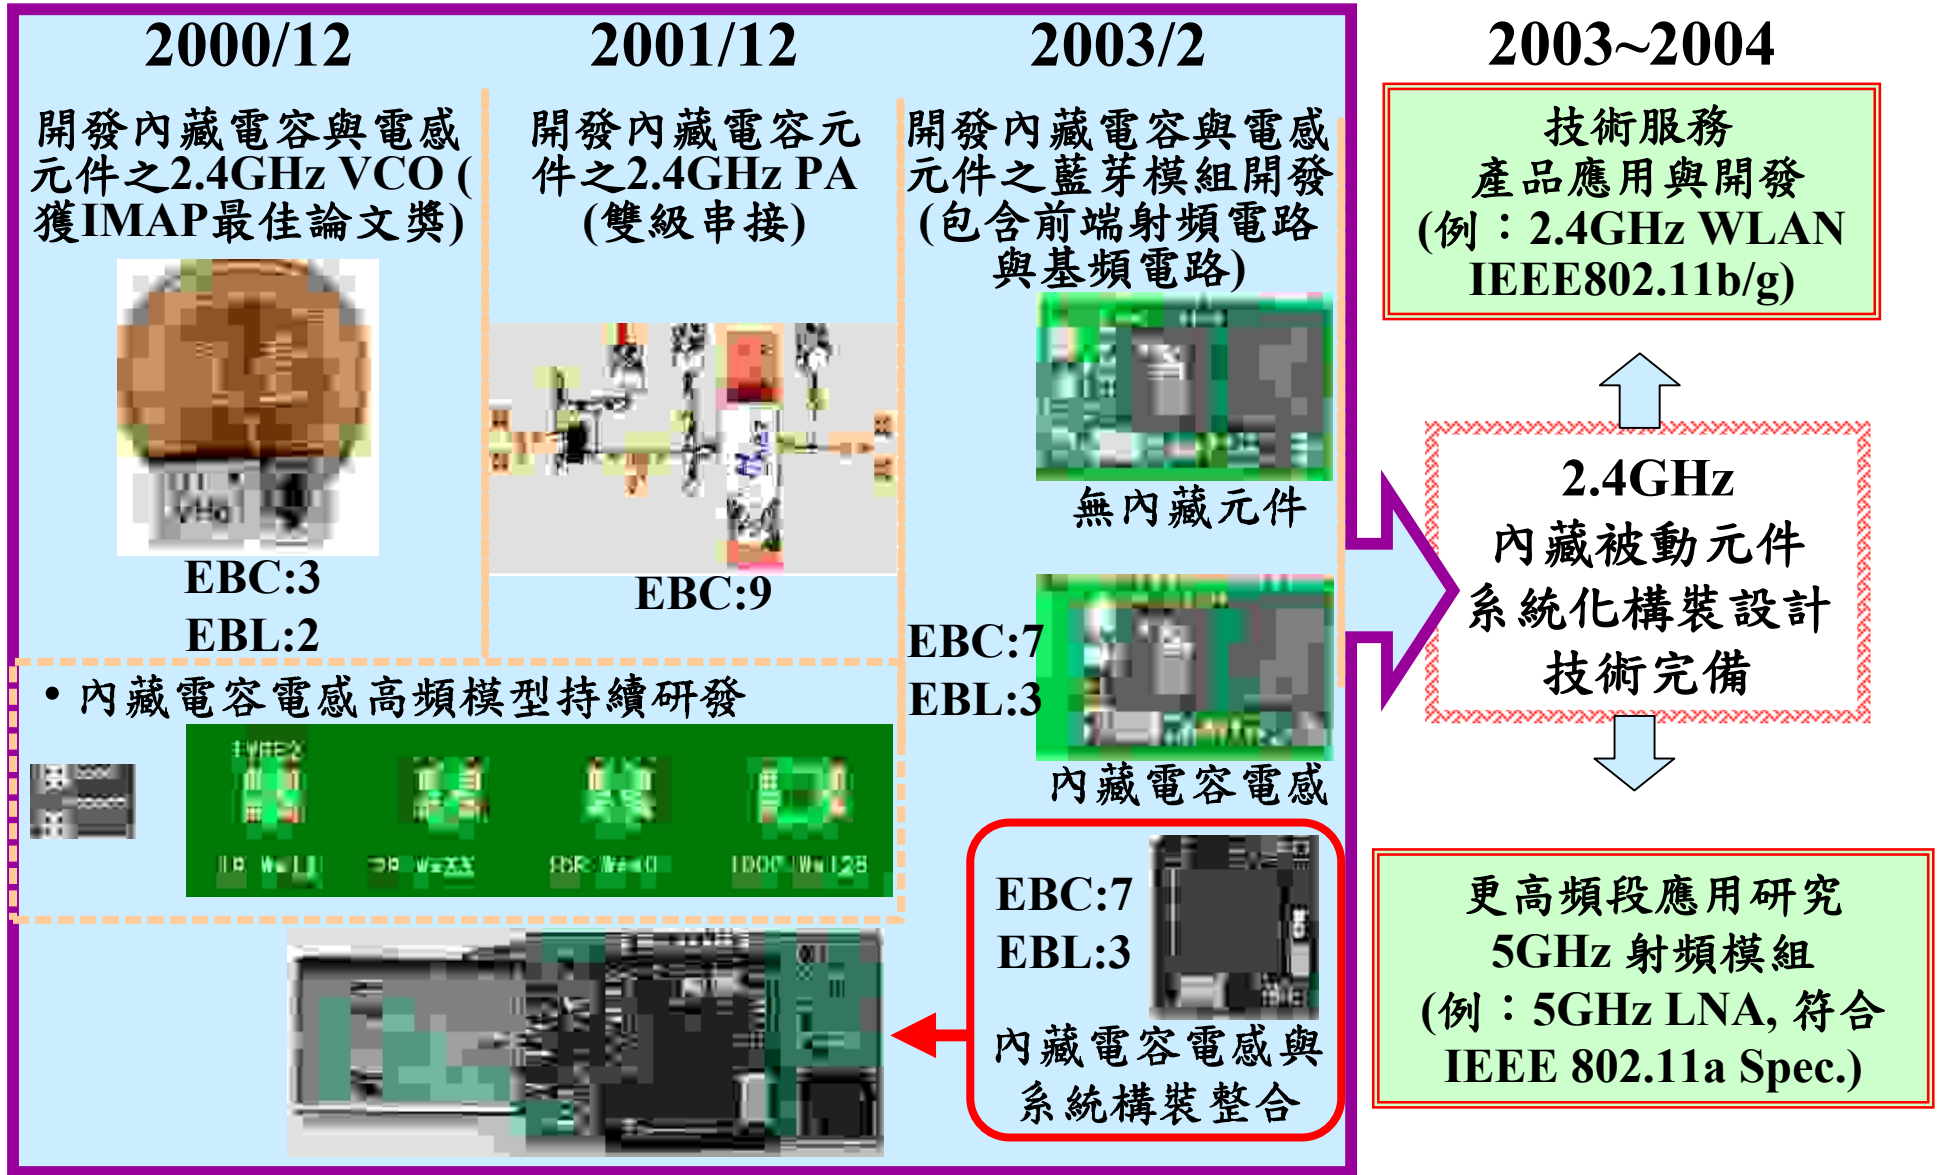 2000/12
開發內藏電容與電感
元件之2.4GHz VCO (
獲IMAP最佳論文獎)
EBC:3
EBL:2
2001/12
開發內藏電容元
件之2.4GHz PA
(雙級串接)
EBC:9
2003/2
開發內藏電容與電感
元件之藍芽模組開發
(包含前端射頻電路
與基頻電路)
無內藏元件
EBC:7
EBL:3
內藏電容電感
• 內藏電容電感高頻模型持續研發
TYPE2
EBC:7
EBL:3
內藏電容電感與
系統構裝整合
2003~2004
技術服務
產品應用與開發
(例：2.4GHz WLAN
IEEE802.11b/g)
2.4GHz
內藏被動元件
系統化構裝設計
技術完備
更高頻段應用研究
5GHz 射頻模組
(例：5GHz LNA, 符合
IEEE 802.11a Spec.)